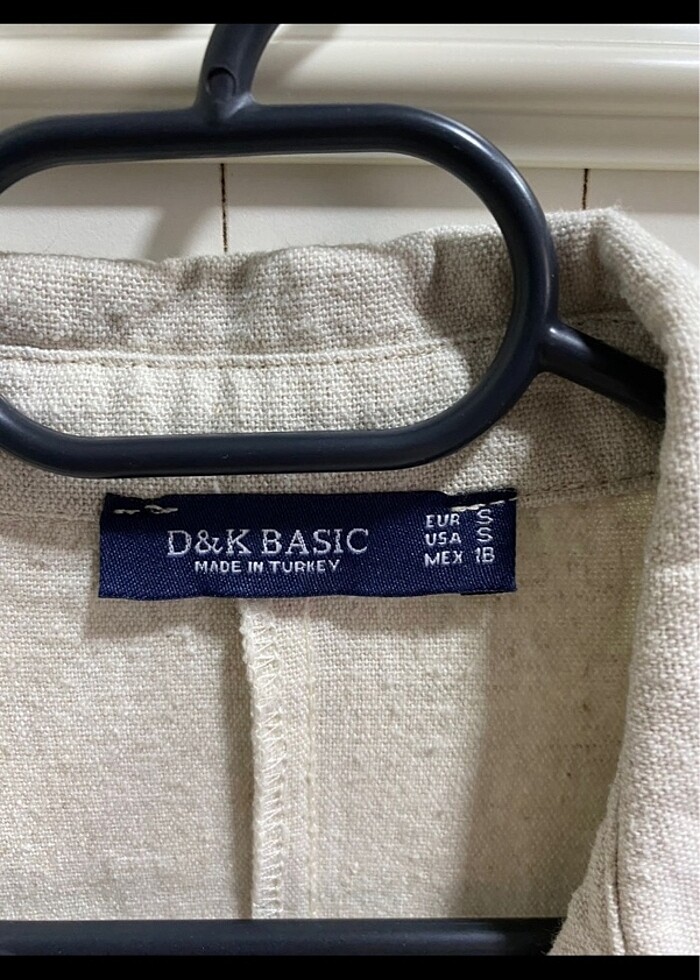 D&K BASIC
MADE IN TURKEY
EUR S
USA S
MEX 1B